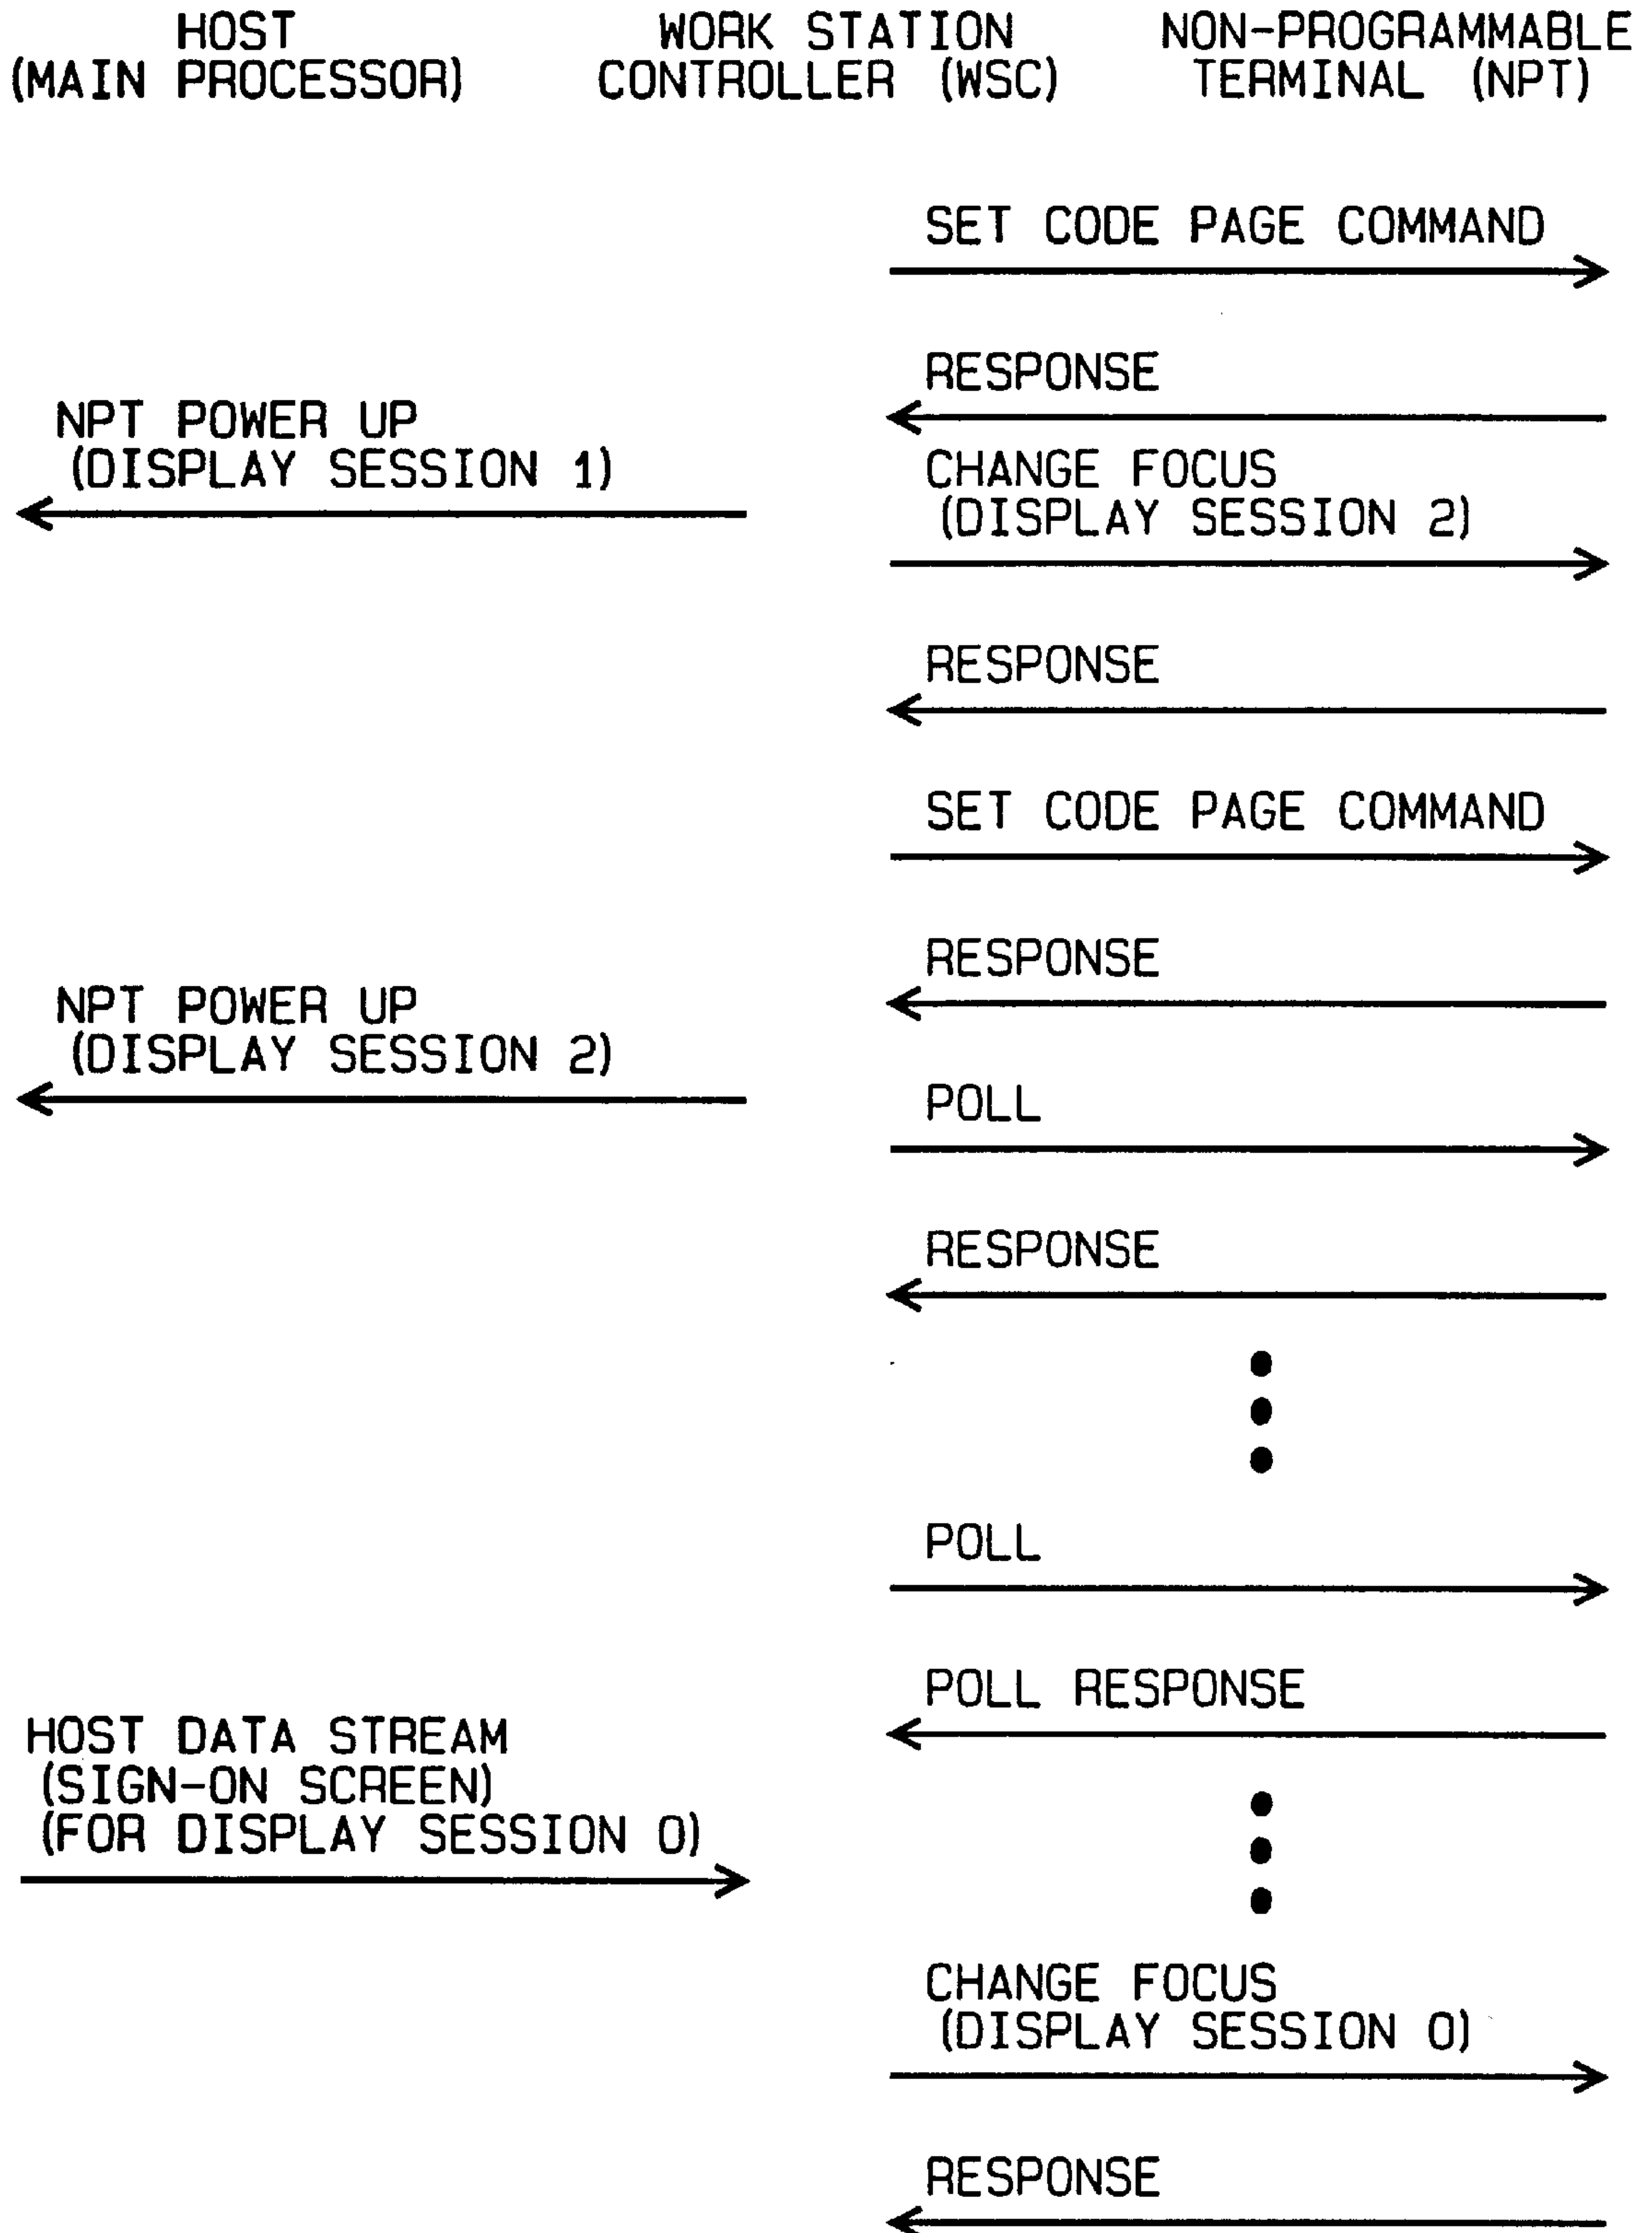 HOST
(MAIN PROCESSOR)
WORK STATION
CONTROLLER (WSC)
NON-PROGRAMMABLE
TERMINAL (NPT)
SET CODE PAGE COMMAND
RESPONSE
NPT POWER UP
(DISPLAY SESSION 1)
CHANGE FOCUS
(DISPLAY SESSION 2)
RESPONSE
SET CODE PAGE COMMAND
RESPONSE
NPT POWER UP
(DISPLAY SESSION 2)
POLL
RESPONSE
POLL
POLL RESPONSE
HOST DATA STREAM
(SIGN-ON SCREEN)
(FOR DISPLAY SESSION 0)
CHANGE FOCUS
(DISPLAY SESSION 0)
RESPONSE